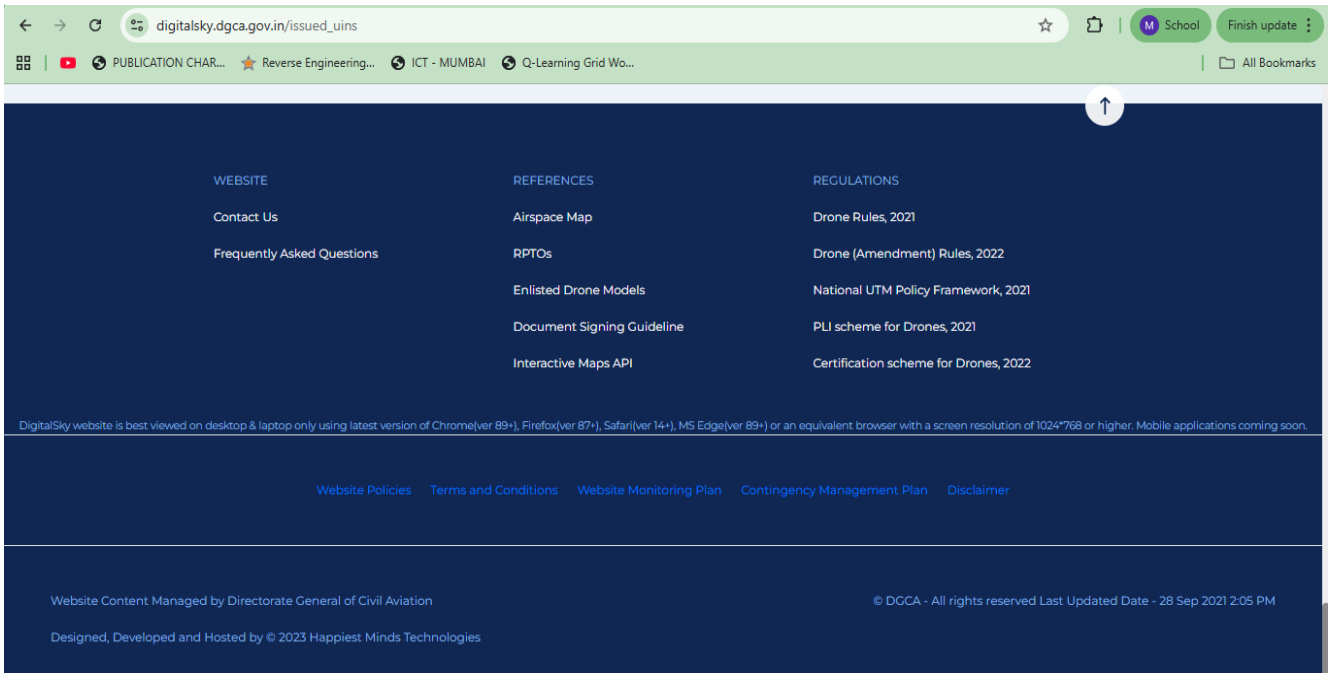 digitalsky.dgca.gov.in/issued_uins
M School
Finish update
PUBLICATION CHAR...
Reverse Engineering...
ICT - MUMBAI
Q-Learning Grid Wo...
All Bookmarks
WEBSITE
Contact Us
Frequently Asked Questions
REFERENCES
Airspace Map
RPTOs
Enlisted Drone Models
Document Signing Guideline
Interactive Maps API
REGULATIONS
Drone Rules, 2021
Drone (Amendment) Rules, 2022
National UTM Policy Framework, 2021
PLI scheme for Drones, 2021
Certification scheme for Drones, 2022
DigitalSky website is best viewed on desktop & laptop only using latest version of Chrome(ver 89+), Firefox(ver 87+), Safari(ver 14+), MS Edge(ver 89+) or an equivalent browser with a screen resolution of 1024*768 or higher. Mobile applications coming soon.
Website Policies Terms and Conditions Website Monitoring Plan Contingency Management Plan Disclaimer
Website Content Managed by Directorate General of Civil Aviation
Designed, Developed and Hosted by © 2023 Happiest Minds Technologies
© DGCA - All rights reserved Last Updated Date - 28 Sep 2021 2:05 PM